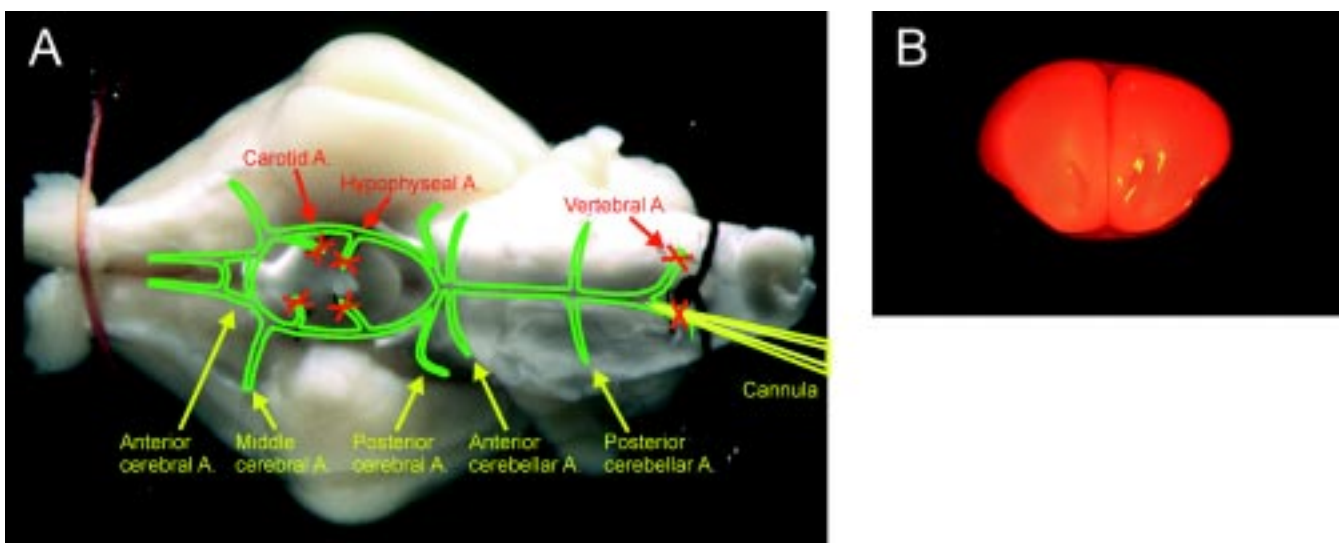 A
Carotid A.
Hypophyseal A.
Vertebral A.
Cannula
Anterior
cerebral A.
Middle
cerebral A.
Posterior
cerebral A.
Anterior
cerebellar A.
Posterior
cerebellar A.
B